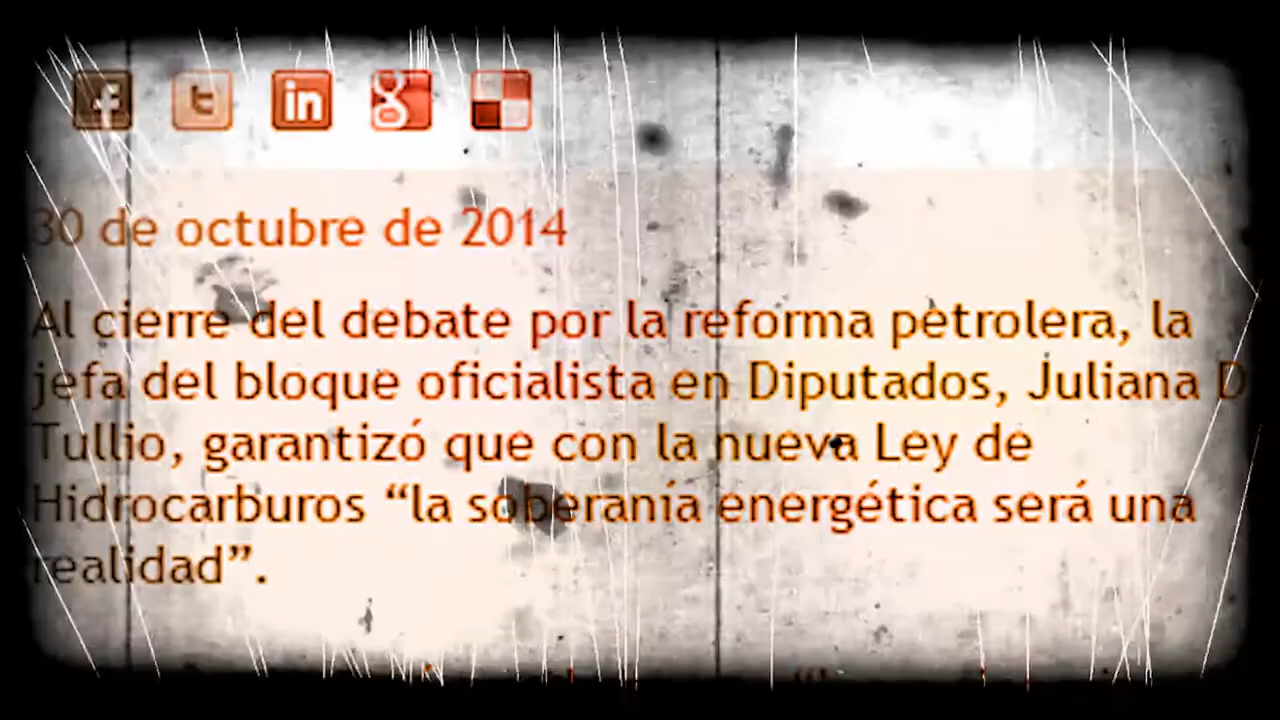 30 de octubre de 2014
Al cierre del debate por la reforma petrolera, la
jefa del bloque oficialista en Diputados, Juliana D
Tullio, garantizó que con la nueva Ley de
Hidrocarburos “la soberanía energética será una
realidad”.